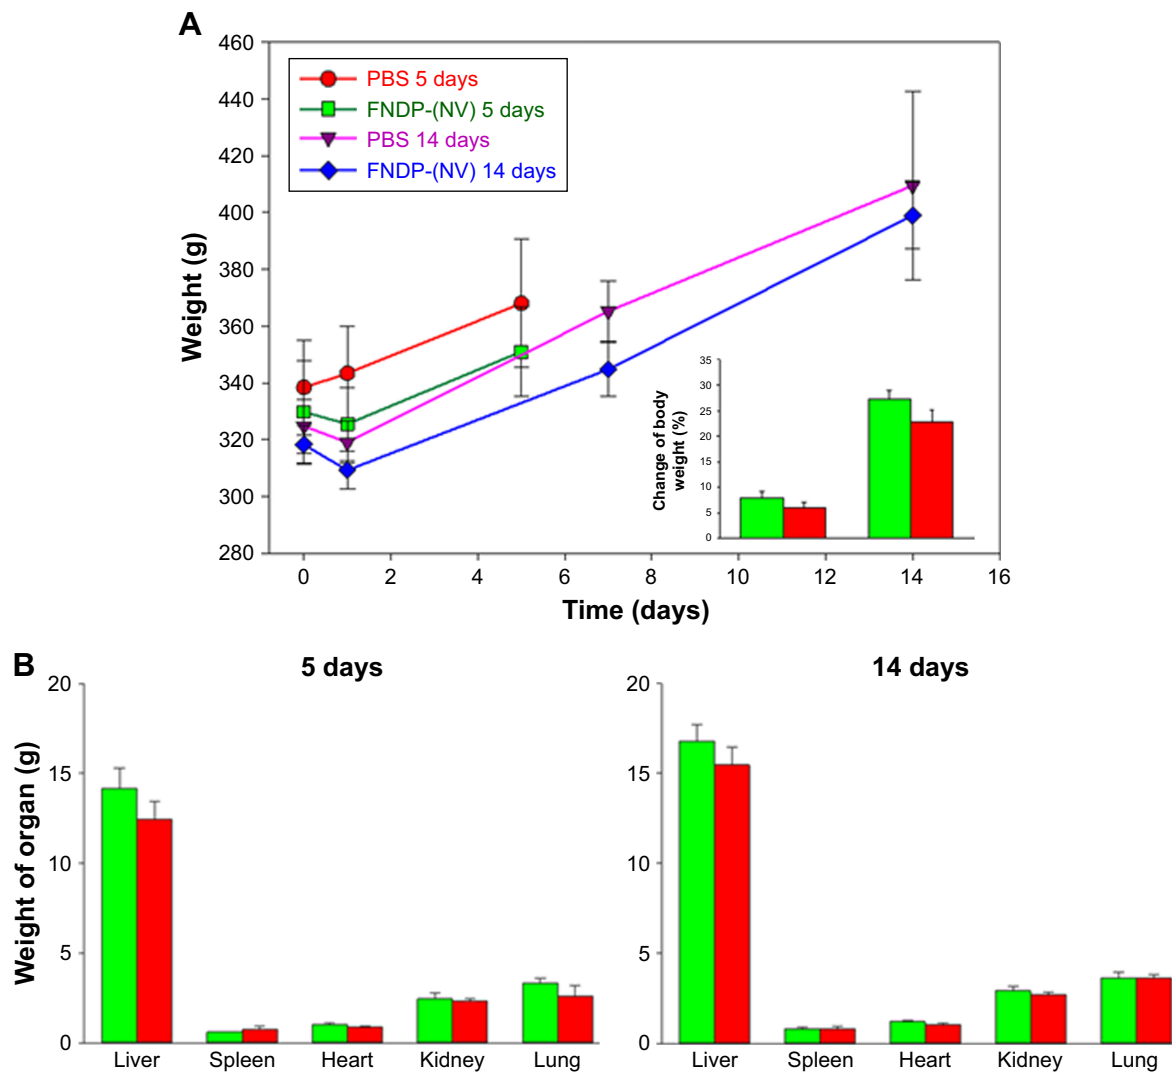 A
460
440
420
400
380
360
340
320
300
280
Weight (g)
PBS 5 days
FNDP-(NV) 5 days
PBS 14 days
FNDP-(NV) 14 days
35
30
25
20
15
10
5
0
Change of body
weight (%)
0 2 4 6 8 10 12 14 16
Time (days)
B
5 days
20
15
10
5
0
Weight of organ (g)
Liver Spleen Heart Kidney Lung
14 days
20
15
10
5
0
Liver Spleen Heart Kidney Lung